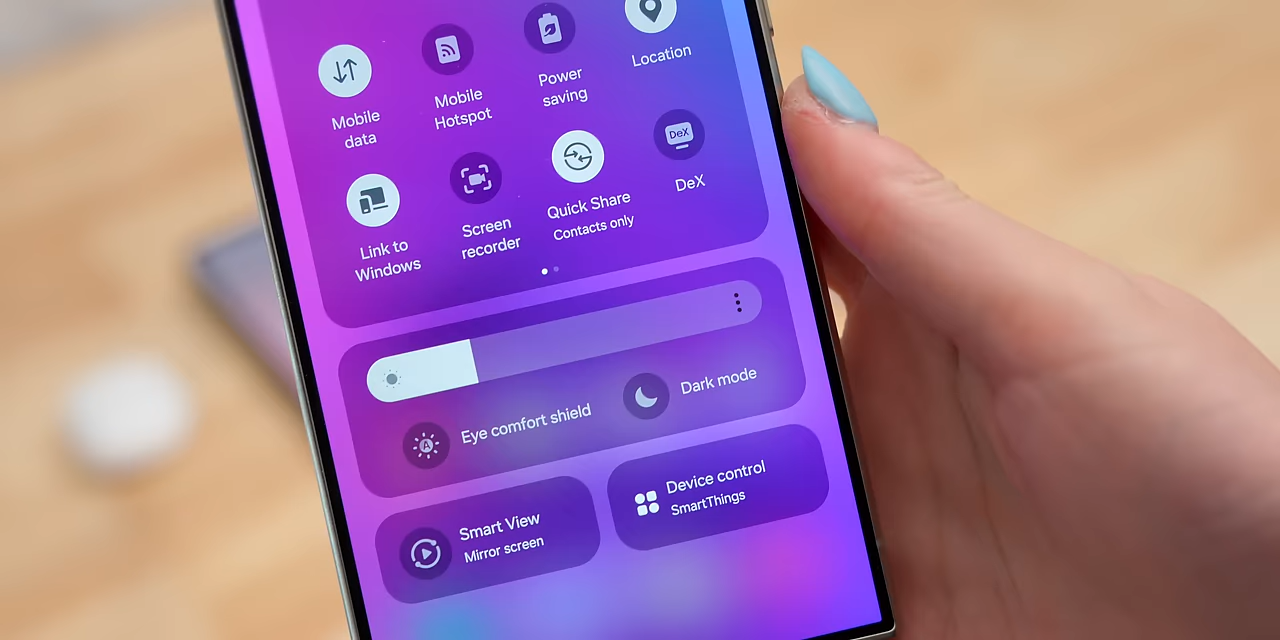 Mobile
data
Mobile
Hotspot
Power
saving
Location
Link to
Windows
Screen
recorder
Quick Share
Contacts only
DeX
DeX
A
Eye comfort shield
Dark mode
Smart View
Mirror screen
Device control
SmartThings